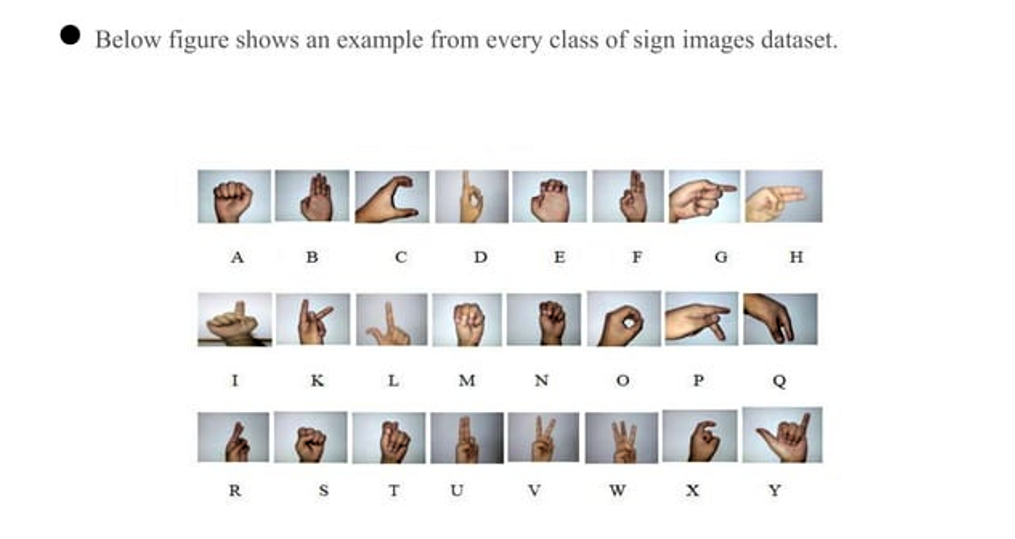 ● Below figure shows an example from every class of sign images dataset.
A B C D E F G H
I K L M N O P Q
R S T U V W X Y